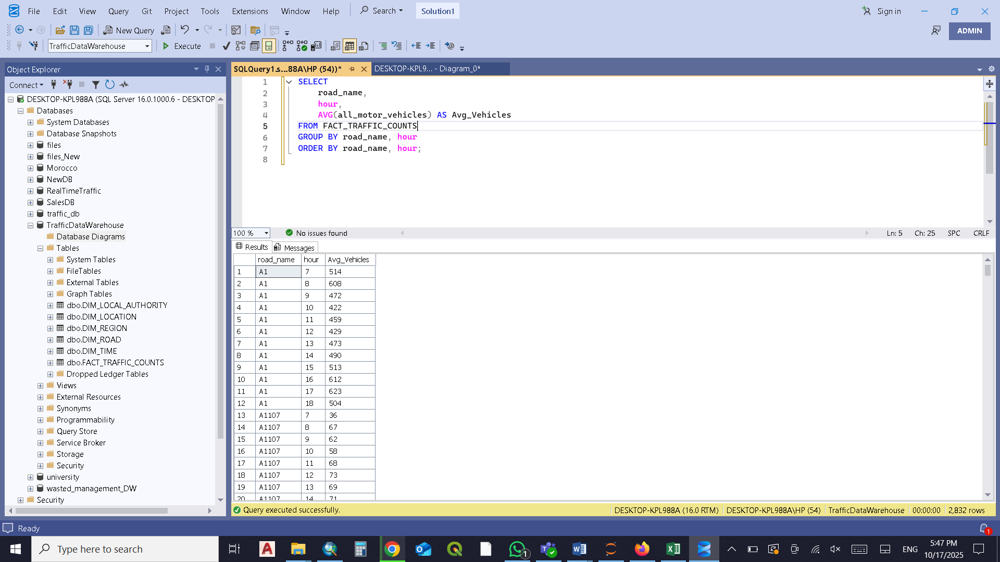 File Edit View Query Git Project Tools Extensions Window Help Search Solution1 Sign in
New Query ADMIN
TrafficDataWarehouse Execute
Object Explorer
Connect
DESKTOP-KPL988A (SQL Server 16.0.1000.6 - DESKTOP
Databases
System Databases
Database Snapshots
files
files_New
Morocco
NewDB
RealTimeTraffic
SalesDB
traffic_db
TrafficDataWarehouse
Database Diagrams
Tables
System Tables
FileTables
External Tables
Graph Tables
dbo.DIM_LOCAL_AUTHORITY
dbo.DIM_LOCATION
dbo.DIM_REGION
dbo.DIM_ROAD
dbo.DIM_TIME
dbo.FACT_TRAFFIC_COUNTS
Dropped Ledger Tables
Views
External Resources
Synonyms
Programmability
Query Store
Service Broker
Storage
Security
university
wasted_management_DW
Security
SQLQuery1.s...88A\HP (54))* DESKTOP-KPL9... - Diagram_0*
1 SELECT
2 road_name,
3 hour,
4 AVG(all_motor_vehicles) AS Avg_Vehicles
5 FROM FACT_TRAFFIC_COUNTS
6 GROUP BY road_name, hour
7 ORDER BY road_name, hour;
8
100 % No issues found Ln: 5 Ch: 25 SPC CRLF
Results Messages
road_name hour Avg_Vehicles
1 A1 7 514
2 A1 8 608
3 A1 9 472
4 A1 10 422
5 A1 11 459
6 A1 12 429
7 A1 13 473
8 A1 14 490
9 A1 15 513
10 A1 16 612
11 A1 17 623
12 A1 18 504
13 A1107 7 36
14 A1107 8 67
15 A1107 9 62
16 A1107 10 58
17 A1107 11 68
18 A1107 12 73
19 A1107 13 69
20 A1107 14 71
Query executed successfully. DESKTOP-KPL988A (16.0 RTM) DESKTOP-KPL988A\HP (54) TrafficDataWarehouse 00:00:00 2,832 rows
Ready 1
Type here to search 1 ENG 5:47 PM
10/17/2025